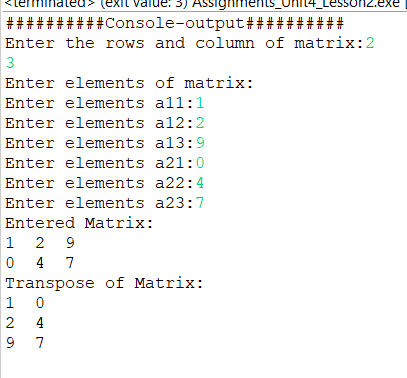 <terminated> (exit value: 3) Assignments_Unit4_Lesson2.exe [
##########Console-output##########
Enter the rows and column of matrix:2
3
Enter elements of matrix:
Enter elements a11:1
Enter elements a12:2
Enter elements a13:9
Enter elements a21:0
Enter elements a22:4
Enter elements a23:7
Entered Matrix:
1  2  9
0  4  7
Transpose of Matrix:
1  0
2  4
9  7